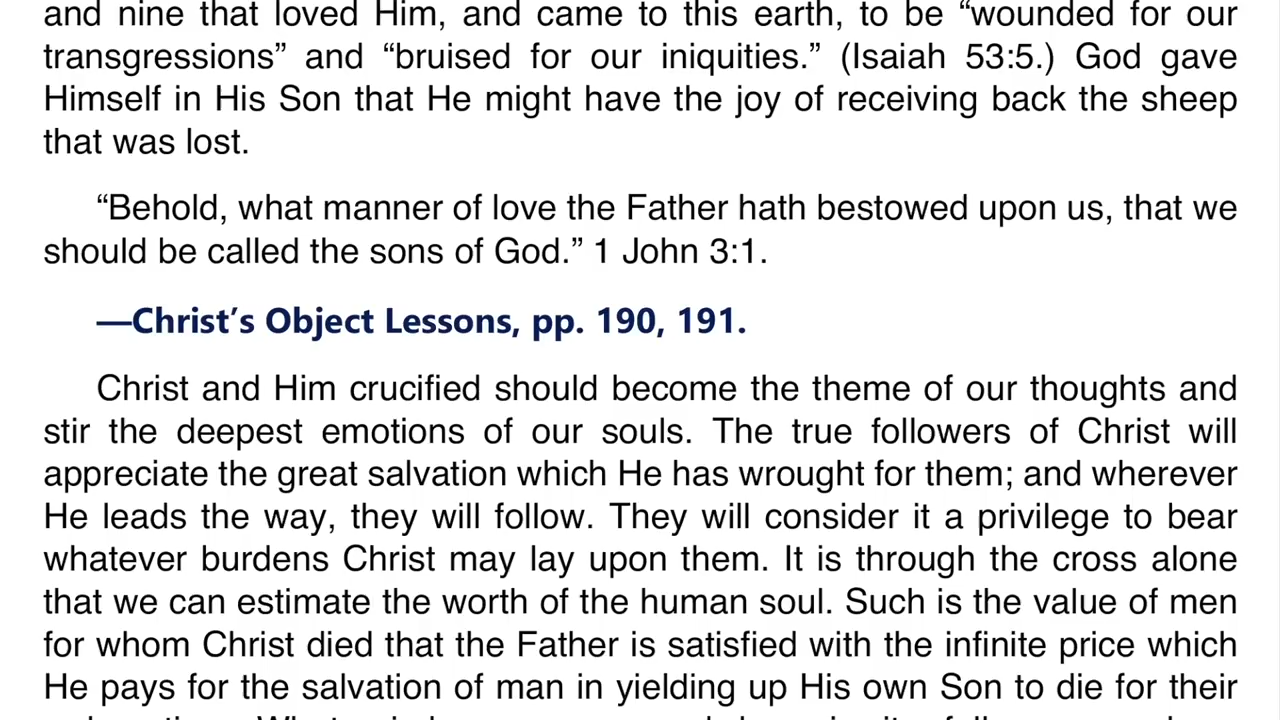 and nine that loved Him, and came to this earth, to be “wounded for our
transgressions” and “bruised for our iniquities.” (Isaiah 53:5.) God gave
Himself in His Son that He might have the joy of receiving back the sheep
that was lost.
“Behold, what manner of love the Father hath bestowed upon us, that we
should be called the sons of God.” 1 John 3:1.
—Christ’s Object Lessons, pp. 190, 191.
Christ and Him crucified should become the theme of our thoughts and
stir the deepest emotions of our souls. The true followers of Christ will
appreciate the great salvation which He has wrought for them; and wherever
He leads the way, they will follow. They will consider it a privilege to bear
whatever burdens Christ may lay upon them. It is through the cross alone
that we can estimate the worth of the human soul. Such is the value of men
for whom Christ died that the Father is satisfied with the infinite price which
He pays for the salvation of man in yielding up His own Son to die for their